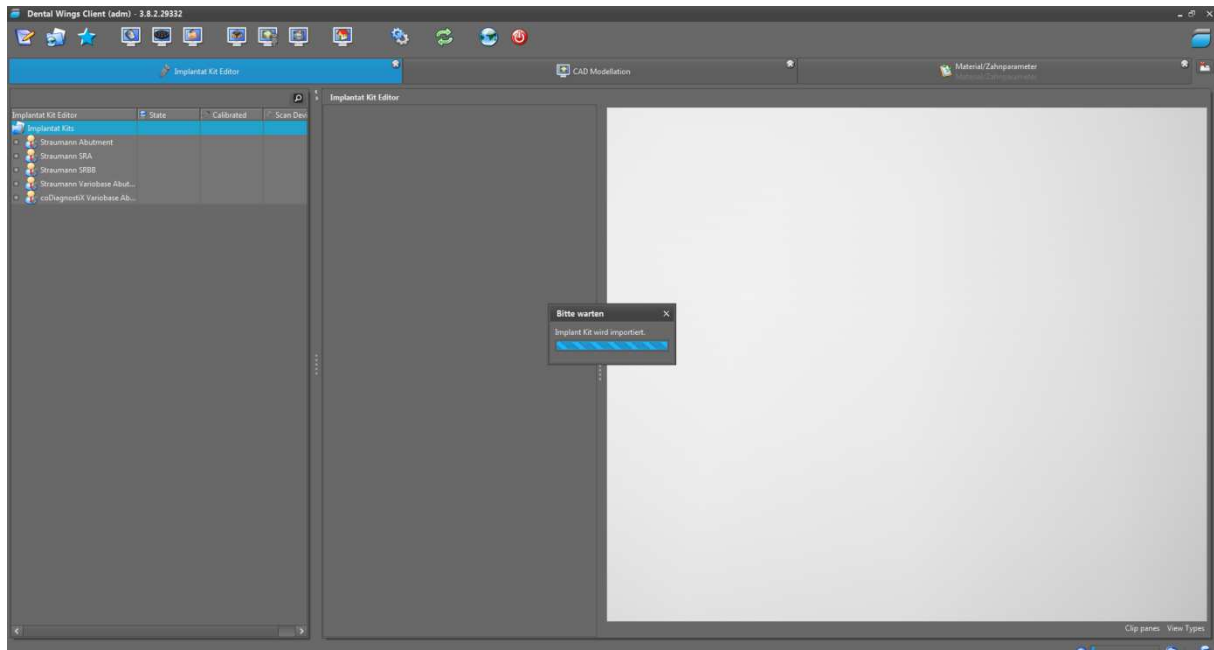 Dental Wings Client (adm) - 3.8.2.29332
Implantat Kit Editor
CAD Modellation
Material/Zahnparameter
Material/Zahnparameter
Implantat Kit Editor
Implantat Kit Editor State Calibrated Scan Devi
Implantat Kits
Straumann Abutment
Straumann SRA
Straumann SRBB
Straumann Variobase Abut...
coDiagnostiX Variobase Ab...
Bitte warten
Implant Kit wird importiert.
Clip panes View Types